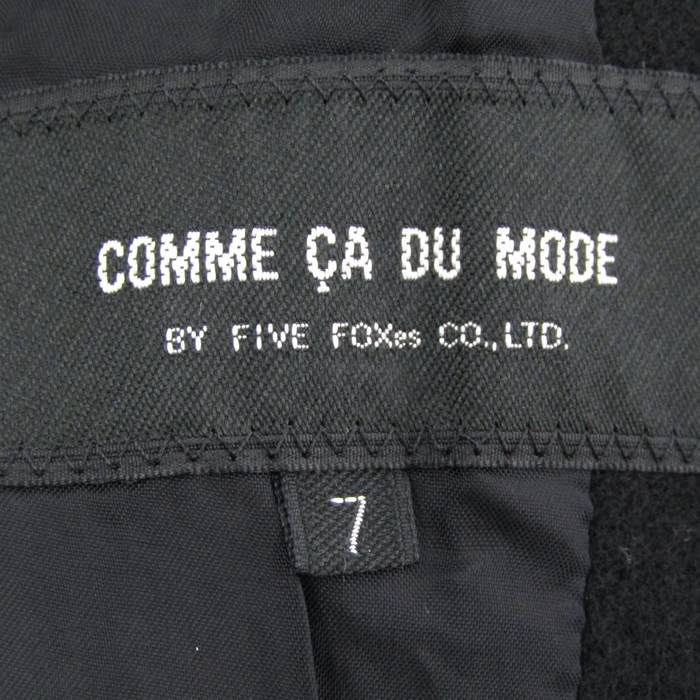 COMME ÇA DU MODE
BY FIVE FOXes CO.,LTD.
7